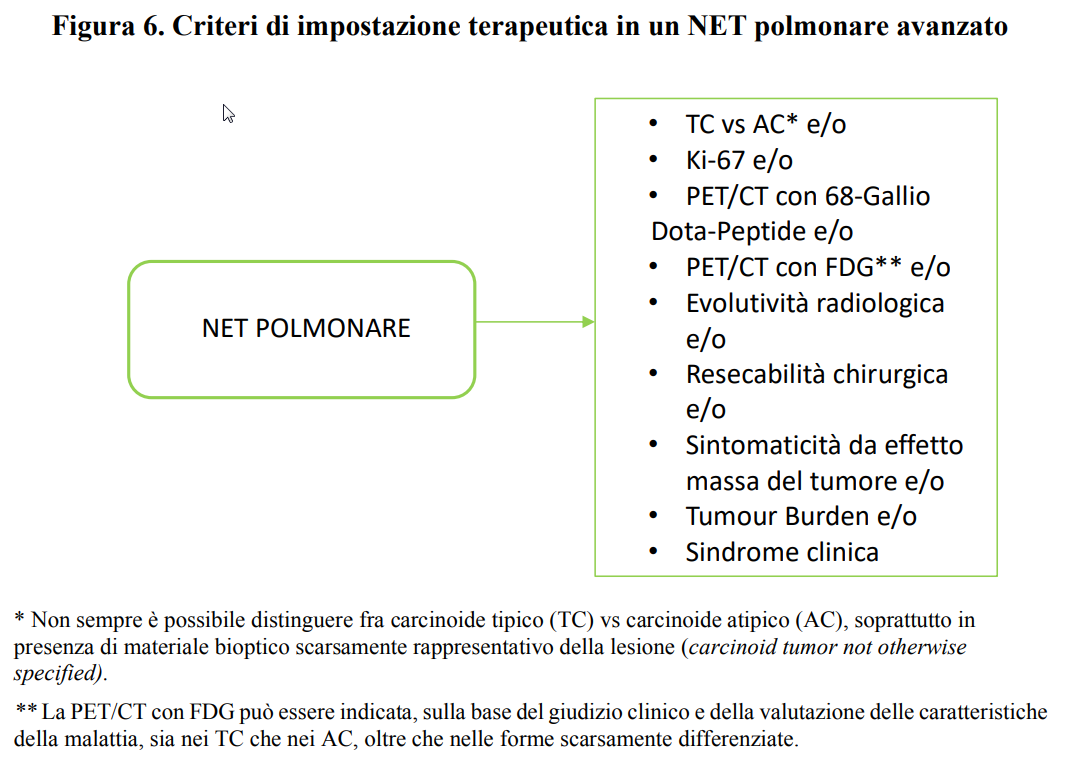 Figura 6. Criteri di impostazione terapeutica in un NET polmonare avanzato
NET POLMONARE
• TC vs AC* e/o
• Ki-67 e/o
• PET/CT con 68-Gallio
Dota-Peptide e/o
• PET/CT con FDG** e/o
• Evolutività radiologica
e/o
• Resecabilità chirurgica
e/o
• Sintomaticità da effetto
massa del tumore e/o
• Tumour Burden e/o
• Sindrome clinica
* Non sempre è possibile distinguere fra carcinoide tipico (TC) vs carcinoide atipico (AC), soprattutto in
presenza di materiale bioptico scarsamente rappresentativo della lesione (carcinoid tumor not otherwise
specified).
** La PET/CT con FDG può essere indicata, sulla base del giudizio clinico e della valutazione delle caratteristiche
della malattia, sia nei TC che nei AC, oltre che nelle forme scarsamente differenziate.